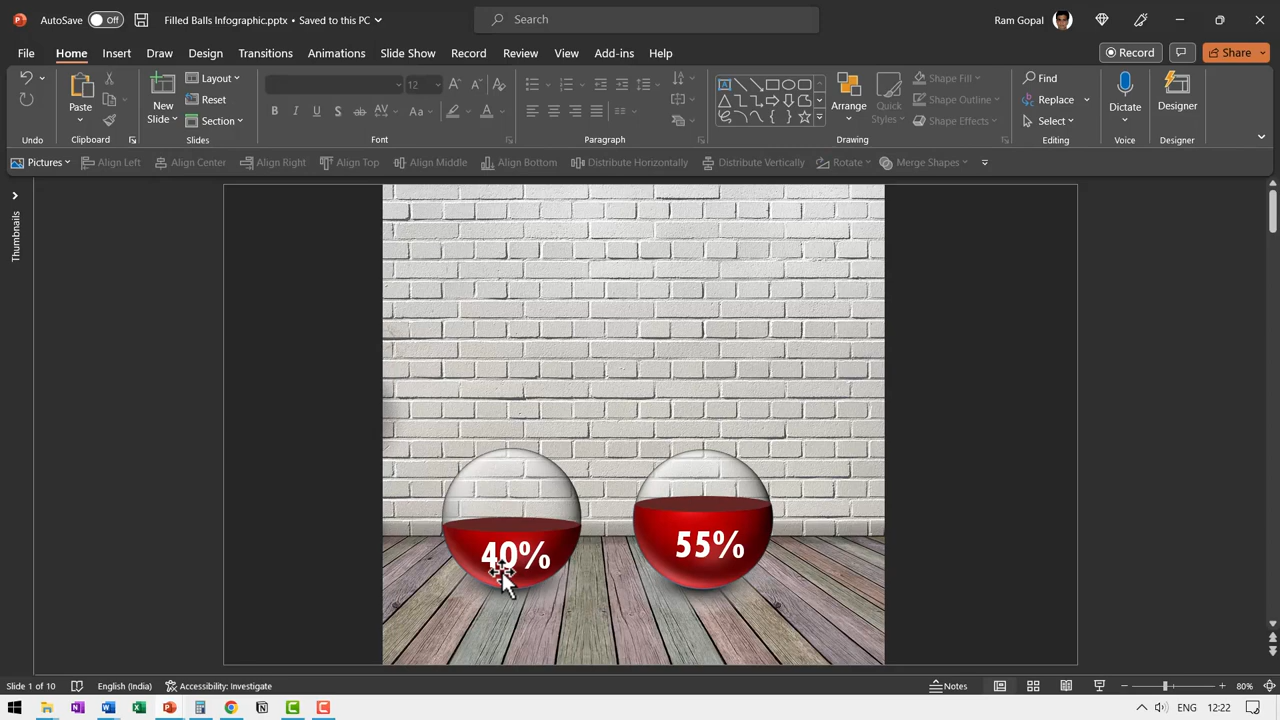 AutoSave Off Filled Balls Infographic.pptx • Saved to this PC Search Ram Gopal
File Home Insert Draw Design Transitions Animations Slide Show Record Review View Add-ins Help Record Share
Layout 12 Shape Fill Find
Paste New Slide Reset Arrange Quick Styles Shape Outline Replace Dictate Designer
Section Shape Effects Select
Undo Clipboard Slides Font Paragraph Drawing Editing Voice Designer
Pictures Align Left Align Center Align Right Align Top Align Middle Align Bottom Distribute Horizontally Distribute Vertically Rotate Merge Shapes
Thumbnails
40% 55%
Slide 1 of 10 English (India) Accessibility: Investigate Notes 80%
ENG 12:22